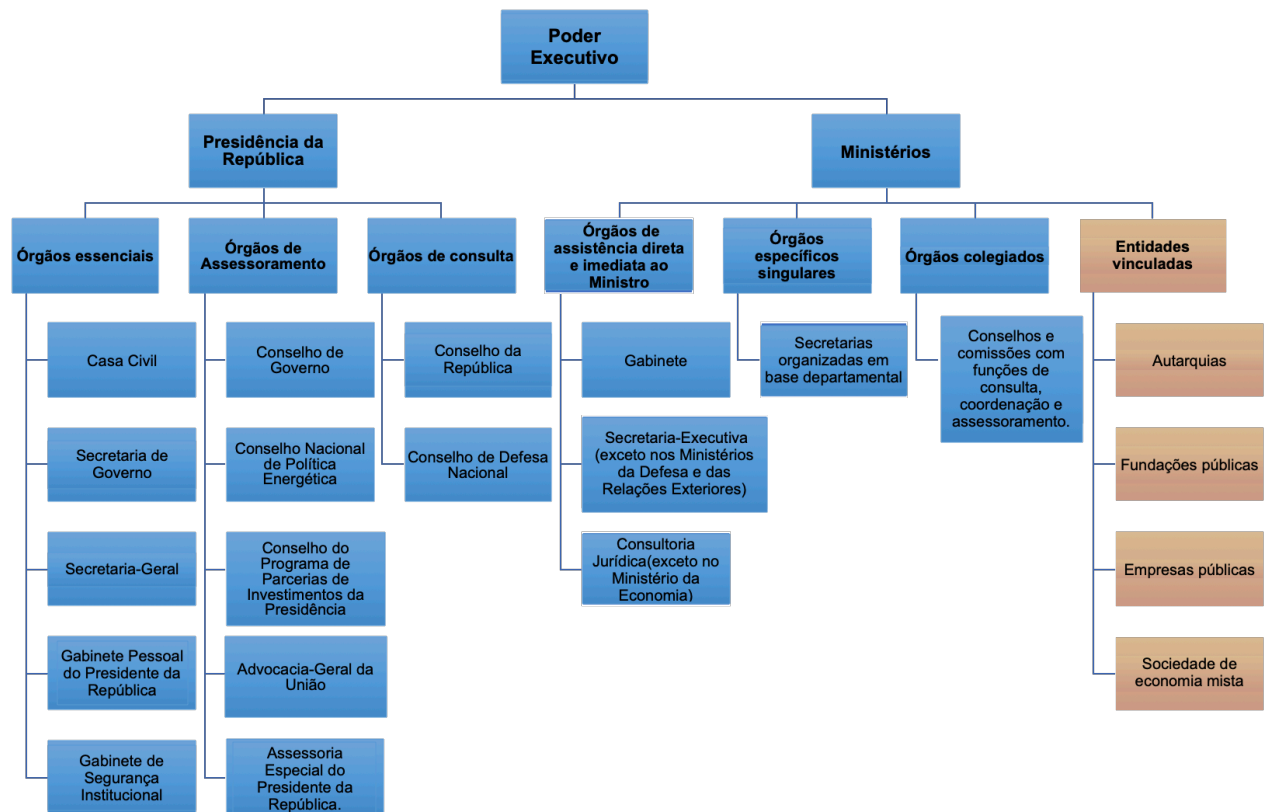 Poder
Executivo
Presidência da
República
Ministérios
Órgãos essenciais
Órgãos de
Assessoramento
Órgãos de consulta
Órgãos de
assistência direta
e imediata ao
Ministro
Órgãos
específicos
singulares
Órgãos colegiados
Entidades
vinculadas
Casa Civil
Secretaria de
Governo
Secretaria-Geral
Gabinete Pessoal
do Presidente da
República
Gabinete de
Segurança
Institucional
Conselho de
Governo
Conselho Nacional
de Política
Energética
Conselho do
Programa de
Parcerias de
Investimentos da
Presidência
Advocacia-Geral da
União
Assessoria
Especial do
Presidente da
República.
Conselho da
República
Conselho de Defesa
Nacional
Gabinete
Secretaria-Executiva
(exceto nos Ministérios
da Defesa e das
Relações Exteriores)
Consultoria
Jurídica(exceto no
Ministério da
Economia)
Secretarias
organizadas em
base departamental
Conselhos e
comissões com
funções de
consulta,
coordenação e
assessoramento.
Autarquias
Fundações públicas
Empresas públicas
Sociedade de
economia mista